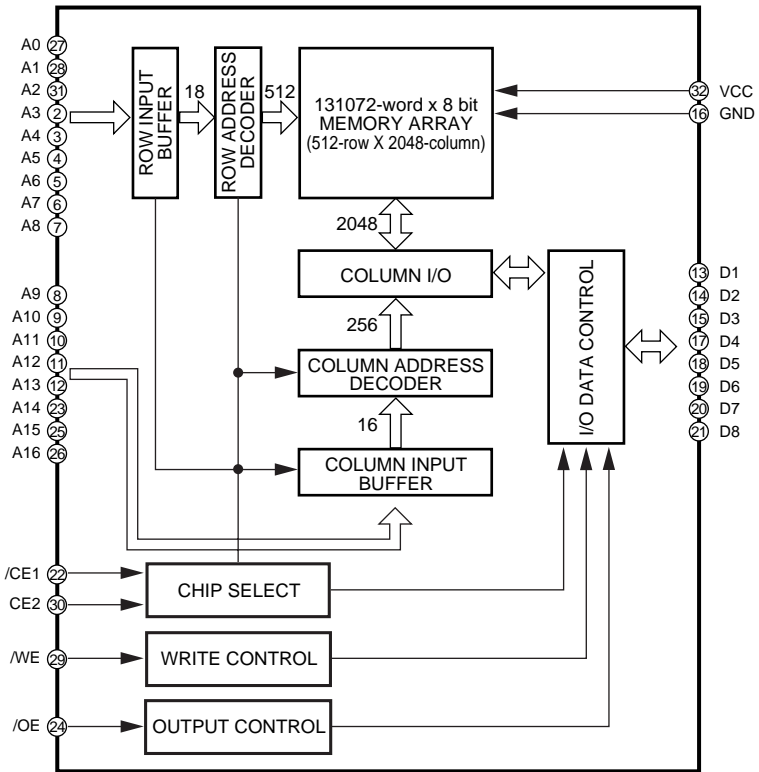 A0 27
A1 28
A2 31
A3 2
A4 3
A5 4
A6 5
A7 6
A8 7
ROW INPUT
BUFFER
18
ROW ADDRESS
DECODER
512
131072-word x 8 bit
MEMORY ARRAY
(512-row X 2048-column)
32 VCC
16 GND
2048
COLUMN I/O
256
COLUMN ADDRESS
DECODER
16
COLUMN INPUT
BUFFER
I/O DATA CONTROL
13 D1
14 D2
15 D3
17 D4
18 D5
19 D6
20 D7
21 D8
A9 8
A10 9
A11 10
A12 11
A13 12
A14 23
A15 25
A16 26
/CE1 22
CE2 30
CHIP SELECT
/WE 29
WRITE CONTROL
/OE 24
OUTPUT CONTROL